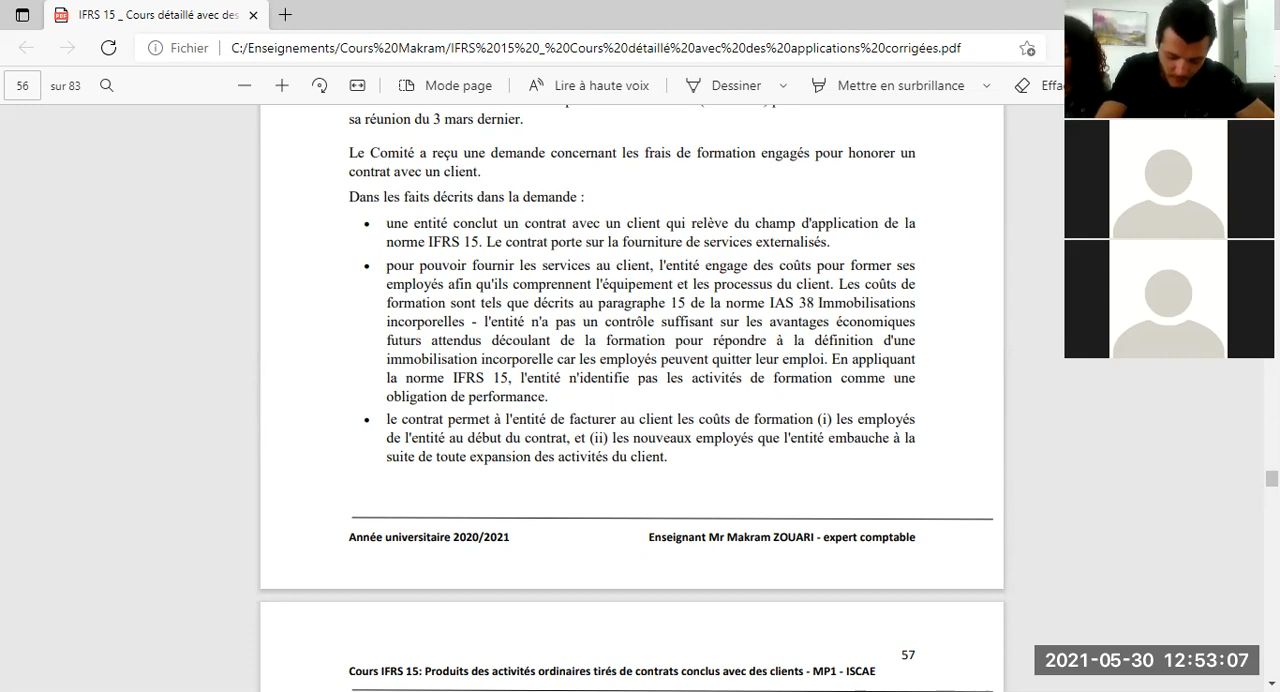 IFRS 15 _ Cours détaillé avec des
Fichier
C:/Enseignements/Cours%20Makram/IFRS%2015%20_%20Cours%20détaillé%20avec%20des%20applications%20corrigées.pdf
56 sur 83
Mode page
Lire à haute voix
Dessiner
Mettre en surbrillance
sa réunion du 3 mars dernier.
Le Comité a reçu une demande concernant les frais de formation engagés pour honorer un
contrat avec un client.
Dans les faits décrits dans la demande :
• une entité conclut un contrat avec un client qui relève du champ d'application de la
norme IFRS 15. Le contrat porte sur la fourniture de services externalisés.
• pour pouvoir fournir les services au client, l'entité engage des coûts pour former ses
employés afin qu'ils comprennent l'équipement et les processus du client. Les coûts de
formation sont tels que décrits au paragraphe 15 de la norme IAS 38 Immobilisations
incorporelles - l'entité n'a pas un contrôle suffisant sur les avantages économiques
futurs attendus découlant de la formation pour répondre à la définition d'une
immobilisation incorporelle car les employés peuvent quitter leur emploi. En appliquant
la norme IFRS 15, l'entité n'identifie pas les activités de formation comme une
obligation de performance.
• le contrat permet à l'entité de facturer au client les coûts de formation (i) les employés
de l'entité au début du contrat, et (ii) les nouveaux employés que l'entité embauche à la
suite de toute expansion des activités du client.
Année universitaire 2020/2021
Enseignant Mr Makram ZOUARI - expert comptable
57
Cours IFRS 15: Produits des activités ordinaires tirés de contrats conclus avec des clients - MP1 - ISCAE
2021-05-30 12:53:07